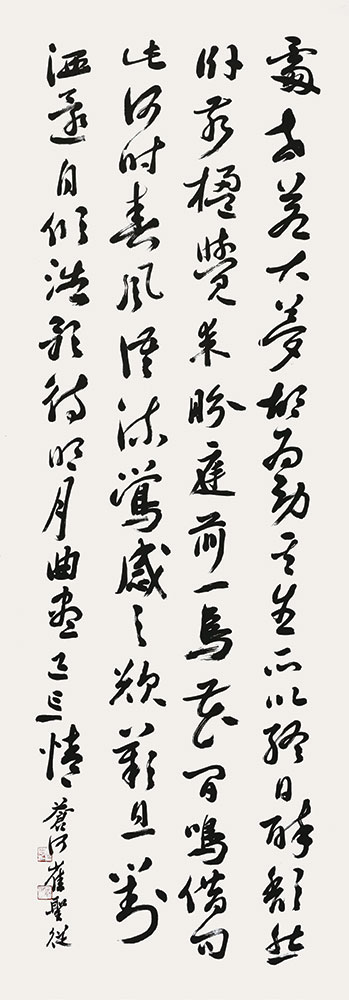 處世若大夢胡為勞其生所以終日醉頹然
臥前楹覺來盼庭前一鳥花間鳴借問
此何時春風語流鶯感之欲歎息對
酒還自傾浩歌待明月曲盡已忘情
蒼河崔聖從